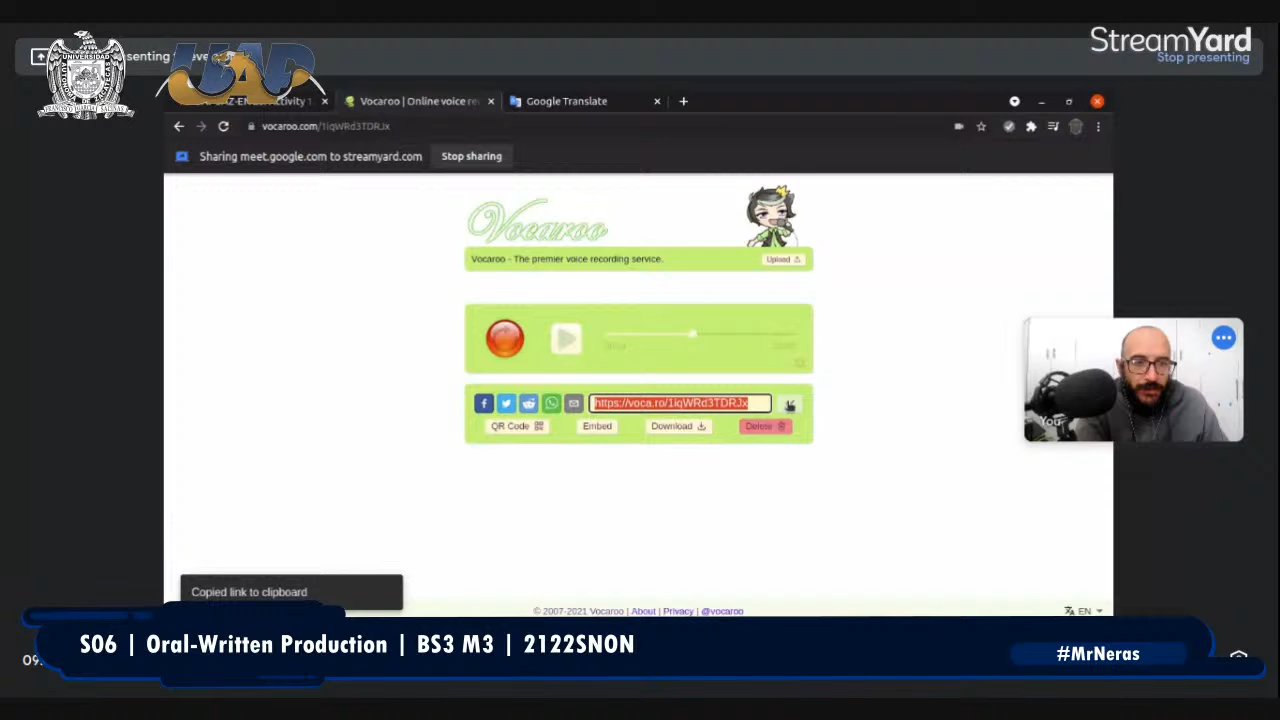 StreamYard
Stop presenting
UAP
UNIVERSIDAD
Vocaroo | Online voice re
Google Translate
vocaroo.com/1iqWRd3TDRJx
Sharing meet.google.com to streamyard.com
Stop sharing
Vocaroo
Vocaroo - The premier voice recording service.
Upload
https://voca.ro/1iqWRd3TDRJx
QR Code
Embed
Download
Delete
You
Copied link to clipboard
© 2007-2021 Vocaroo | About | Privacy | @vocaroo
EN
S06 | Oral-Written Production | BS3 M3 | 2122SNON
#MrNeras
09